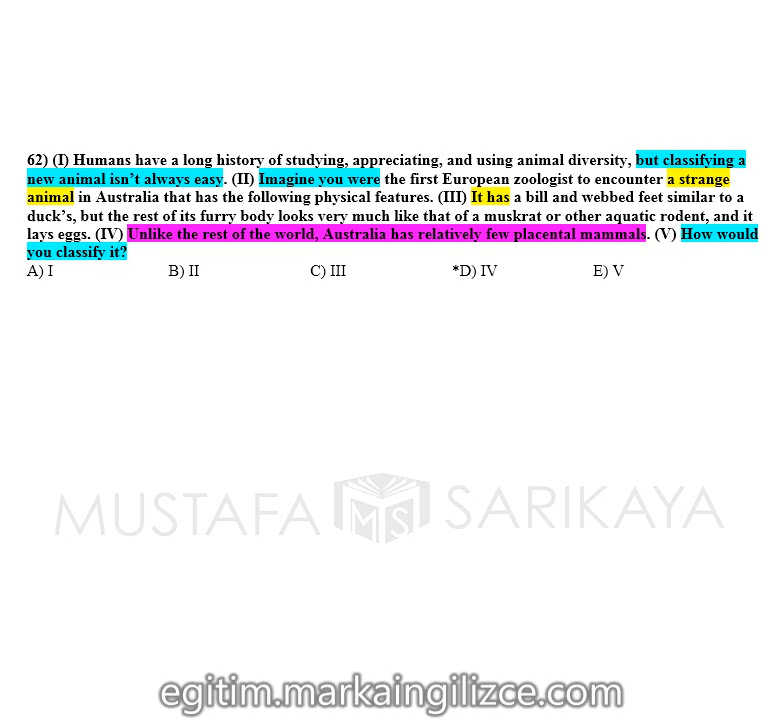 62) (I) Humans have a long history of studying, appreciating, and using animal diversity, but classifying a
new animal isn’t always easy. (II) Imagine you were the first European zoologist to encounter a strange
animal in Australia that has the following physical features. (III) It has a bill and webbed feet similar to a
duck’s, but the rest of its furry body looks very much like that of a muskrat or other aquatic rodent, and it
lays eggs. (IV) Unlike the rest of the world, Australia has relatively few placental mammals. (V) How would
you classify it?
A) I B) II C) III *D) IV E) V
MUSTAFA MS SARIKAYA
egitim.markaingilizce.com